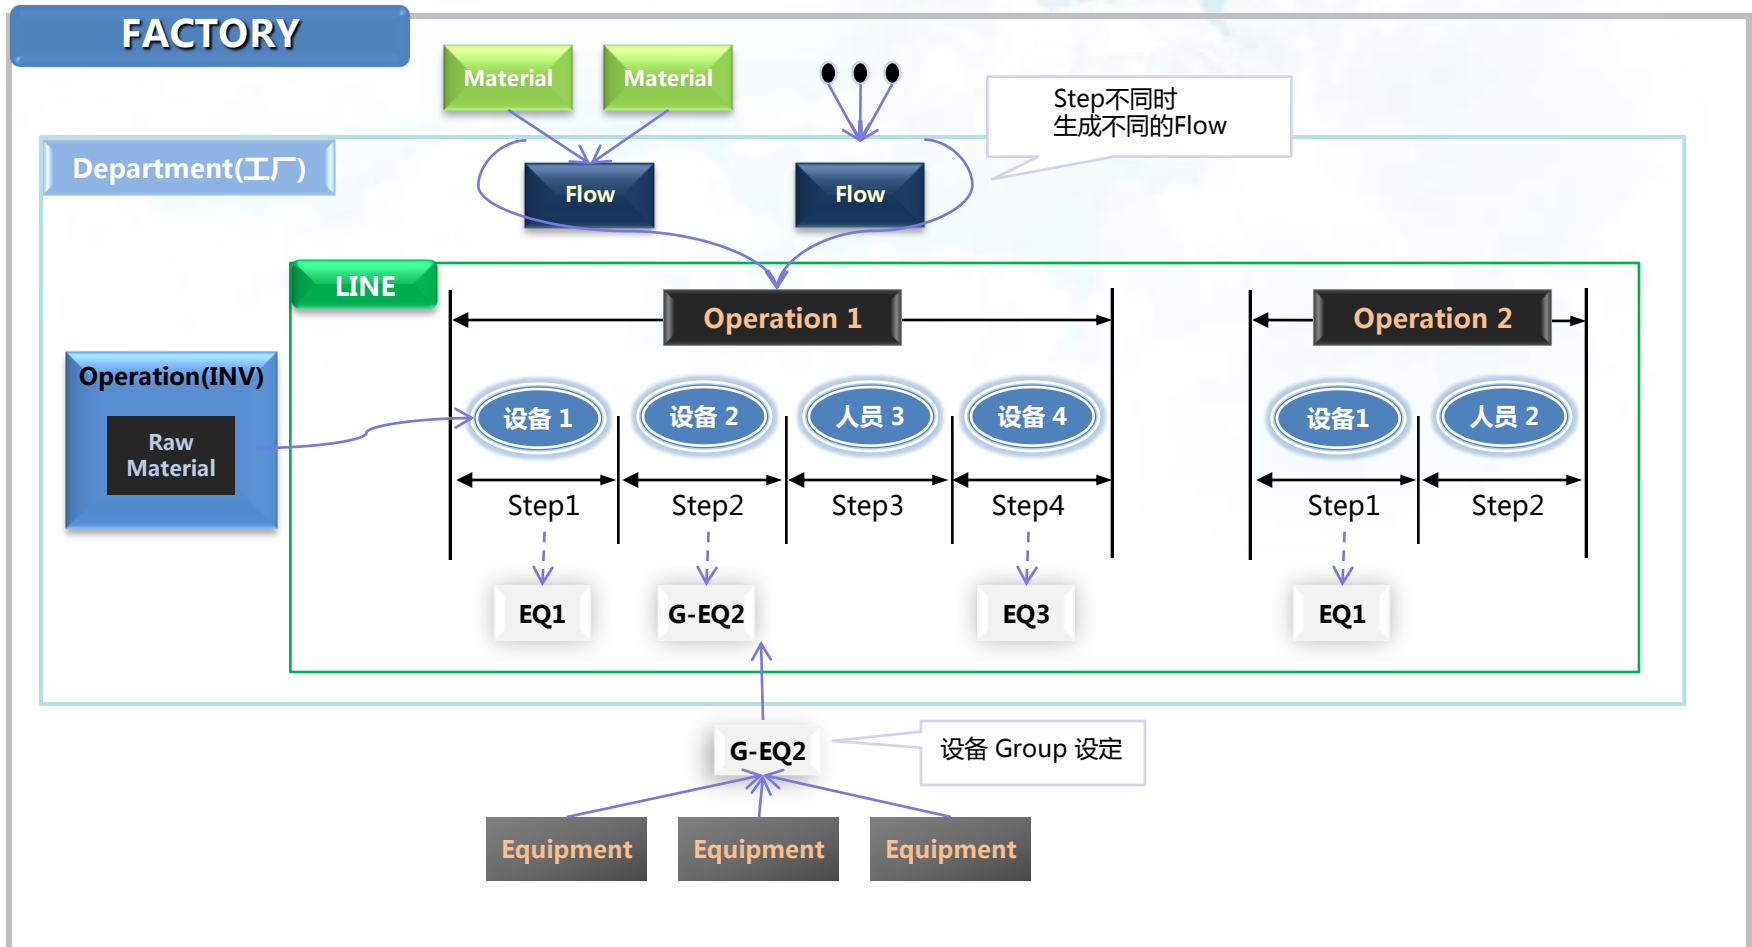 FACTORY
Material
Material
Step不同时
生成不同的Flow
Department(工厂)
Flow
Flow
LINE
Operation 1
Operation 2
Operation(INV)
Raw
Material
设备 1
设备 2
人员 3
设备 4
设备1
人员 2
Step1
Step2
Step3
Step4
Step1
Step2
EQ1
G-EQ2
EQ3
EQ1
G-EQ2
设备 Group 设定
Equipment
Equipment
Equipment